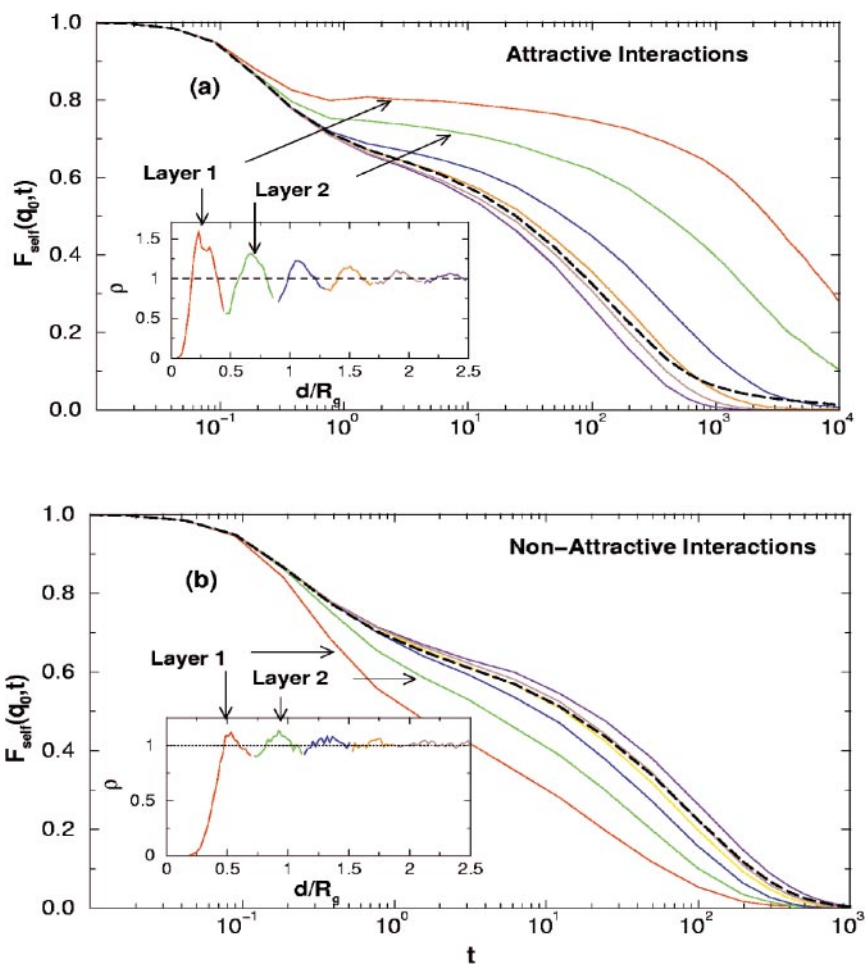 1.0
Attractive Interactions
(a)
0.8
Layer 1
Layer 2
0.6
F_self(q_0,t)
0.4
1.5
1
ρ
0.5
0
0 0.5 1 1.5 2 2.5
d/R_g
0.2
0.0
10^-1 10^0 10^1 10^2 10^3 10^4
1.0
Non–Attractive Interactions
(b)
0.8
Layer 1
Layer 2
0.6
F_self(q_0,t)
0.4
1
ρ
0.5
0
0 0.5 1 1.5 2 2.5
d/R_g
0.2
0.0
10^-1 10^0 10^1 10^2 10^3
t